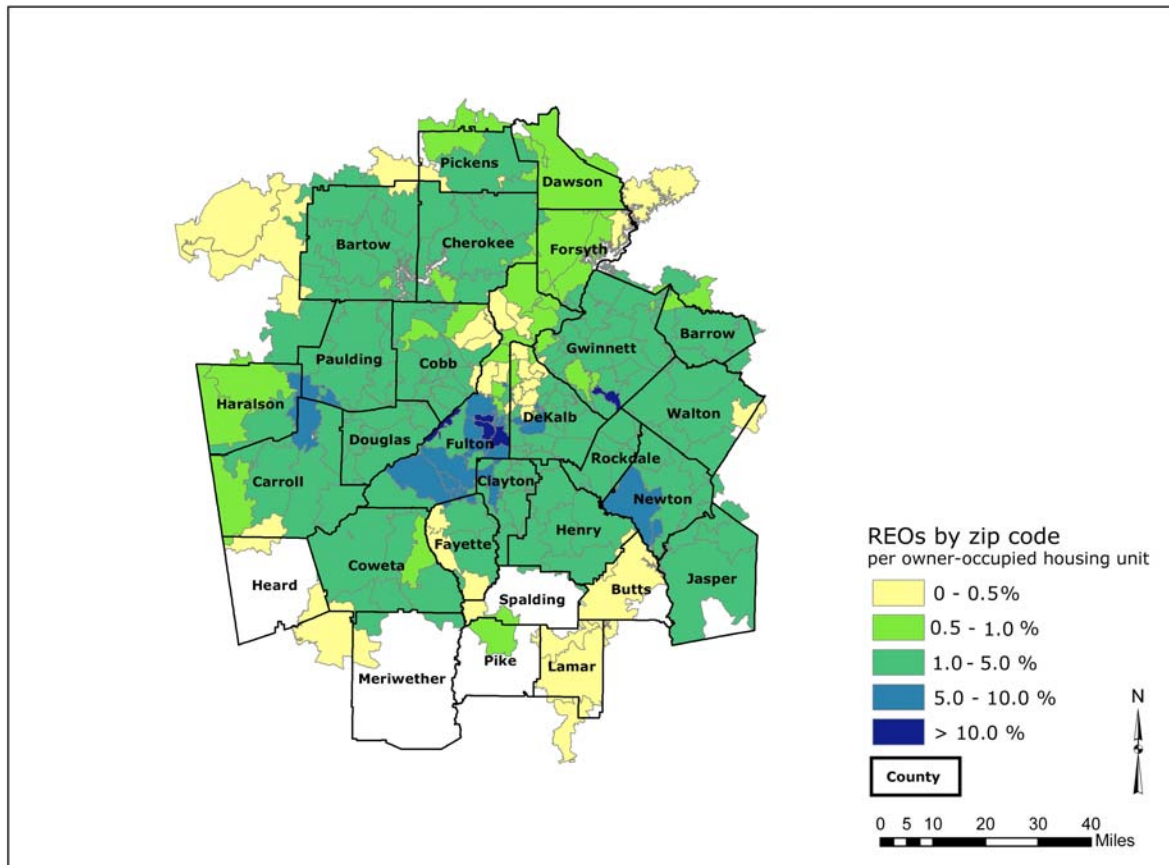 Pickens
Dawson
Bartow
Cherokee
Forsyth
Paulding
Cobb
Gwinnett
Barrow
Haralson
Douglas
Fulton
DeKalb
Walton
Carroll
Clayton
Rockdale
Newton
Henry
Heard
Coweta
Fayette
Spalding
Butts
Jasper
Meriwether
Pike
Lamar
REOs by zip code
per owner-occupied housing unit
0 - 0.5%
0.5 - 1.0 %
1.0 - 5.0 %
5.0 - 10.0 %
> 10.0 %
County
N
0 5 10 20 30 40
Miles